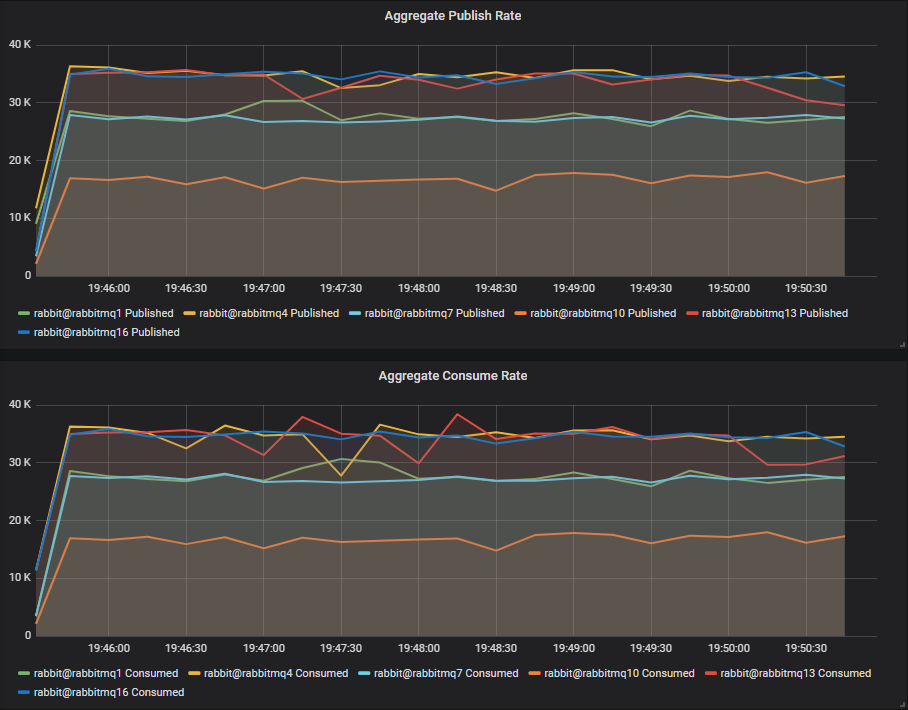 Aggregate Publish Rate
40 K
30 K
20 K
10 K
0
19:46:00 19:46:30 19:47:00 19:47:30 19:48:00 19:48:30 19:49:00 19:49:30 19:50:00 19:50:30
rabbit@rabbitmq1 Published rabbit@rabbitmq4 Published rabbit@rabbitmq7 Published rabbit@rabbitmq10 Published rabbit@rabbitmq13 Published
rabbit@rabbitmq16 Published
Aggregate Consume Rate
40 K
30 K
20 K
10 K
0
19:46:00 19:46:30 19:47:00 19:47:30 19:48:00 19:48:30 19:49:00 19:49:30 19:50:00 19:50:30
rabbit@rabbitmq1 Consumed rabbit@rabbitmq4 Consumed rabbit@rabbitmq7 Consumed rabbit@rabbitmq10 Consumed rabbit@rabbitmq13 Consumed
rabbit@rabbitmq16 Consumed